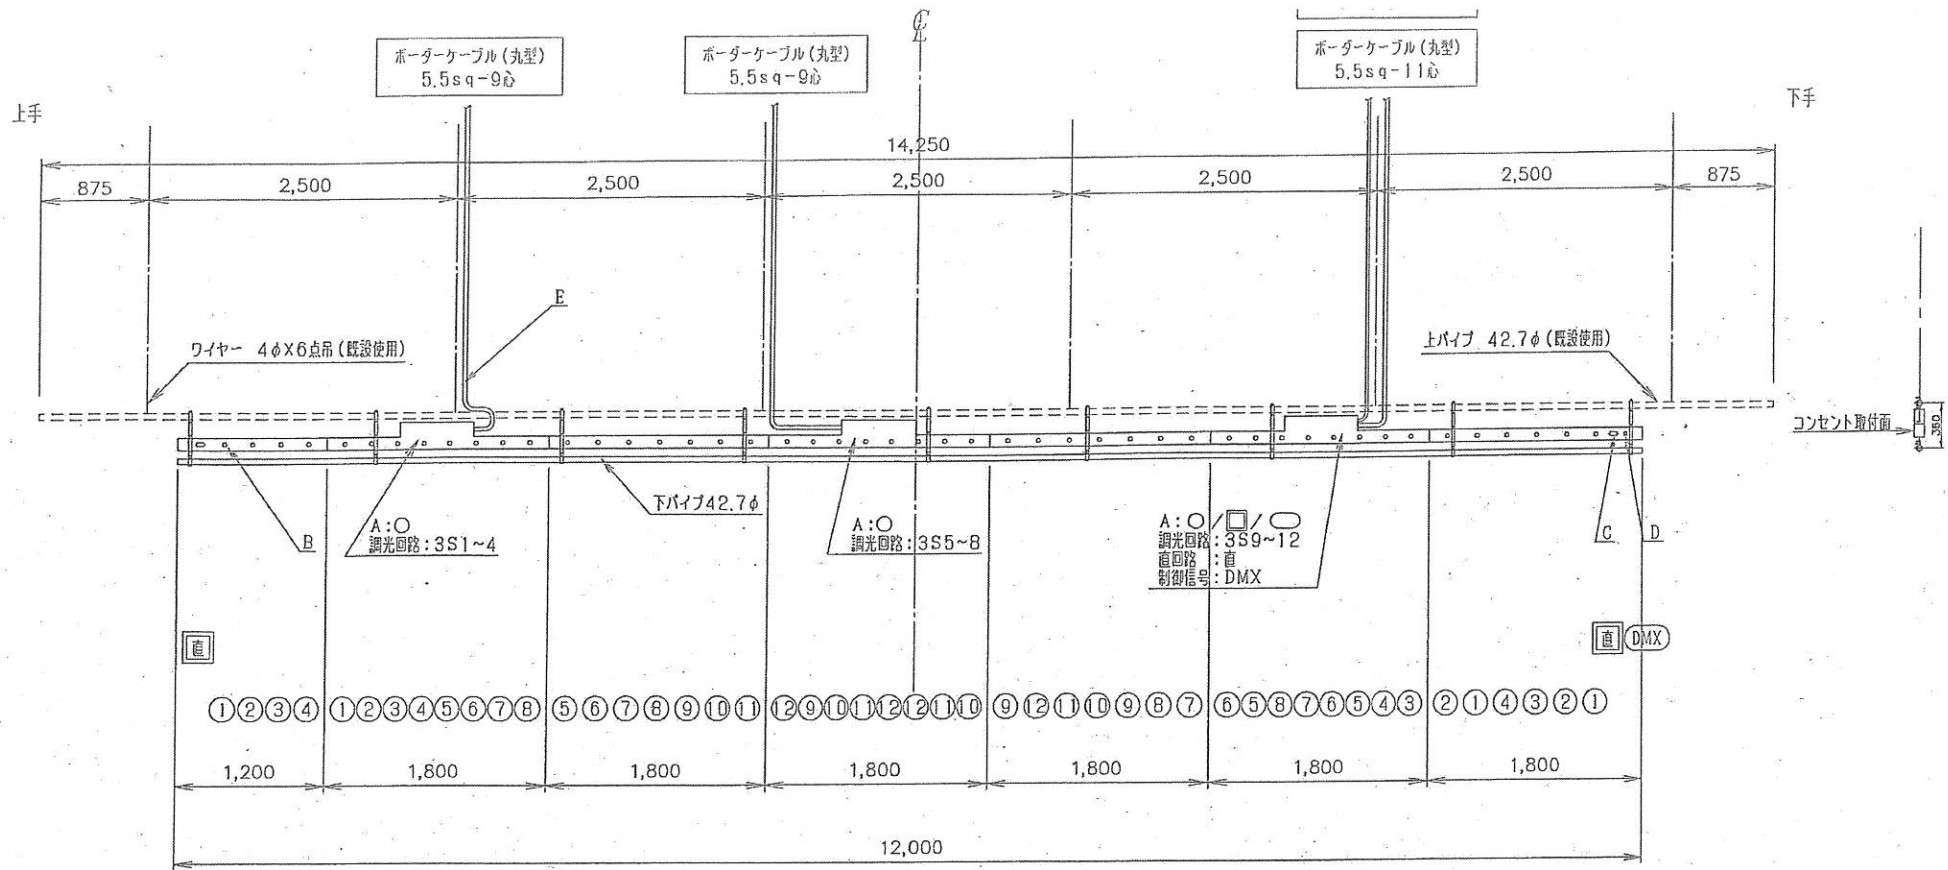 ボーダーケーブル(丸型)
5.5sq-9心
ボーダーケーブル(丸型)
5.5sq-9心
ボーダーケーブル(丸型)
5.5sq-11心
上手
下手
14,250
875
2,500
2,500
2,500
2,500
2,500
875
E
ワイヤー 4φX6点吊(既設使用)
上パイプ 42.7φ(既設使用)
コンセント取付面
350
下パイプ42.7φ
B
A:○
調光回路:3S1~4
A:○
調光回路:3S5~8
A:○/回/⬭
調光回路:3S9~12
直回路:直
制御信号:DMX
C
D
直
直
DMX
①②③④①②③④⑤⑥⑦⑧⑤⑥⑦⑧⑨⑩⑪⑫⑨⑩⑪⑫⑫⑪⑩⑨⑫⑪⑩⑨⑧⑦⑥⑤⑧⑦⑥⑤④③②①④③②①
1,200
1,800
1,800
1,800
1,800
1,800
1,800
12,000